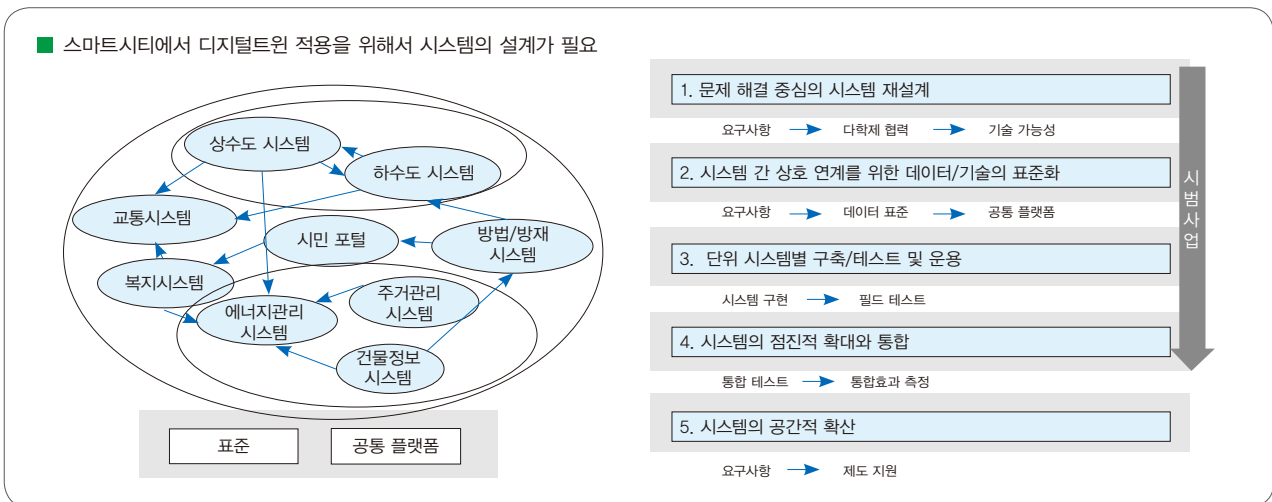 스마트시티에서 디지털트윈 적용을 위해서 시스템의 설계가 필요
상수도 시스템
하수도 시스템
교통시스템
시민 포털
방법/방재
시스템
복지시스템
에너지관리
시스템
주거관리
시스템
건물정보
시스템
표준
공통 플랫폼
1. 문제 해결 중심의 시스템 재설계
요구사항 다학제 협력 기술 가능성
2. 시스템 간 상호 연계를 위한 데이터/기술의 표준화
요구사항 데이터 표준 공통 플랫폼
3. 단위 시스템별 구축/테스트 및 운용
시스템 구현 필드 테스트
4. 시스템의 점진적 확대와 통합
통합 테스트 통합효과 측정
5. 시스템의 공간적 확산
요구사항 제도 지원
시범사업